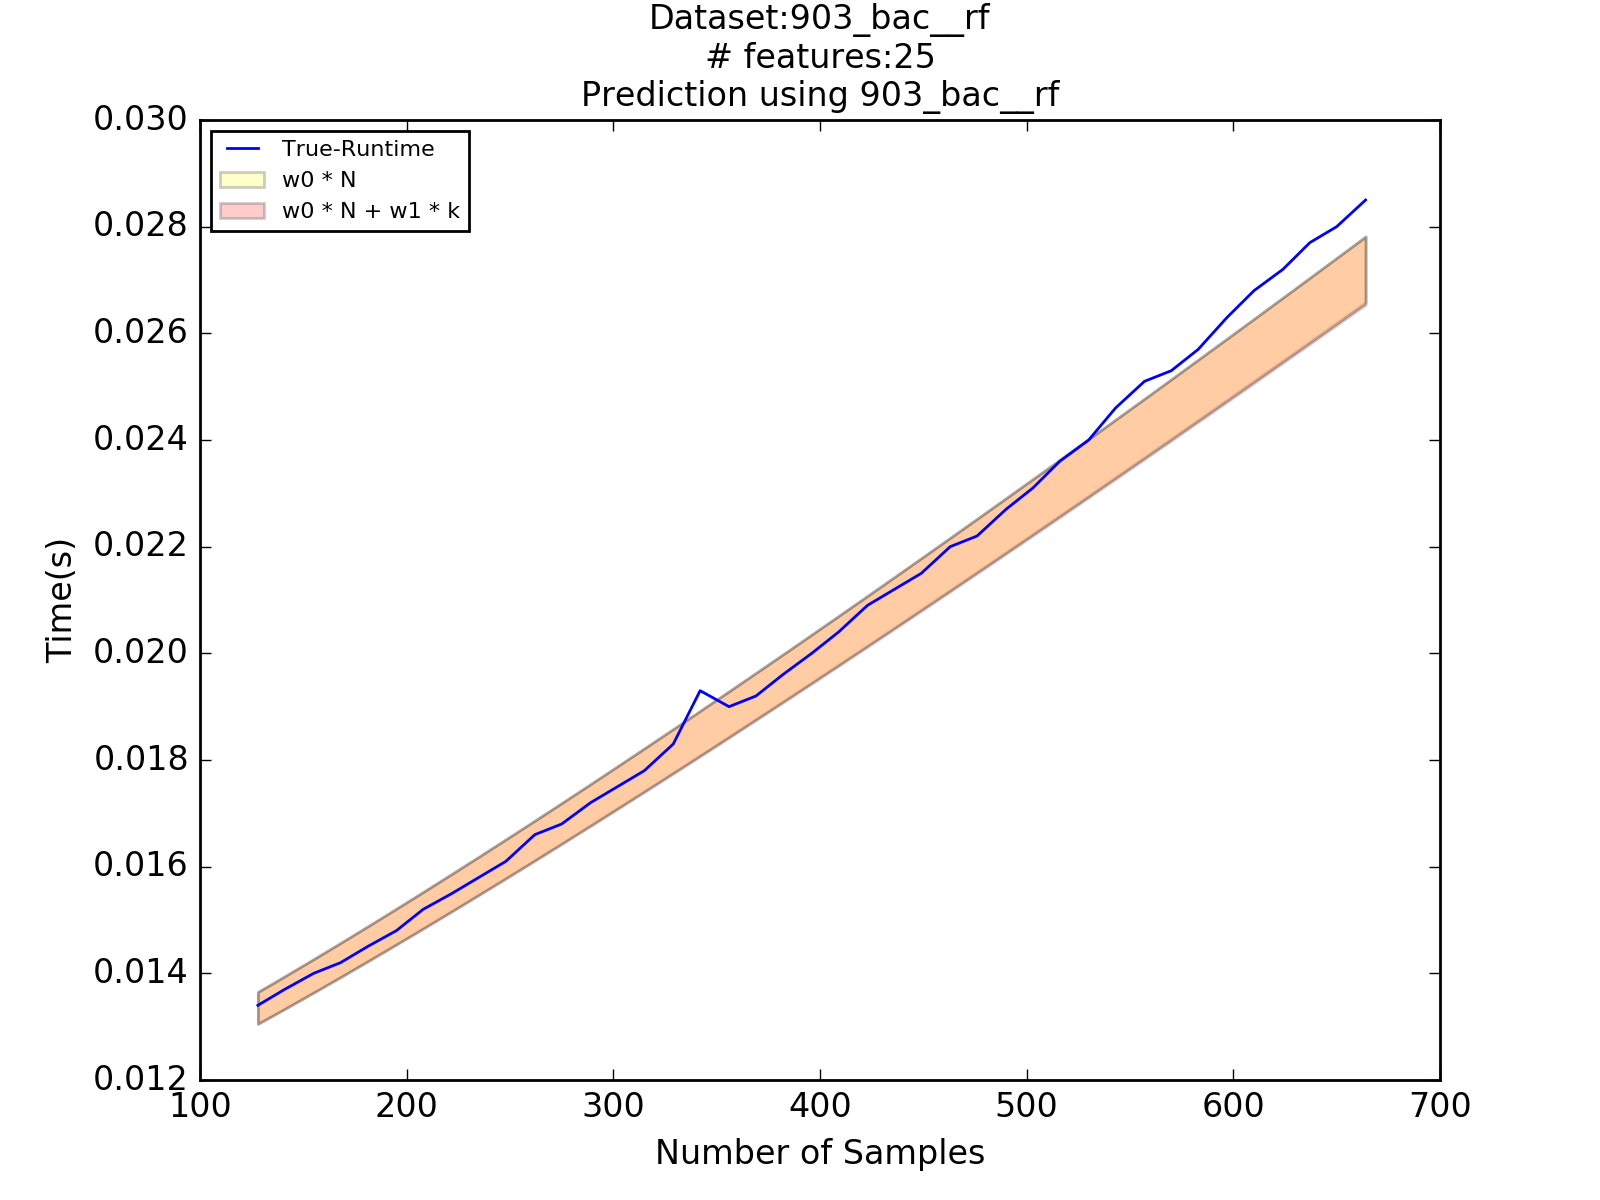 Dataset:903_bac__rf
# features:25
Prediction using 903_bac__rf
True-Runtime
w0 * N
w0 * N + w1 * k
0.030
0.028
0.026
0.024
0.022
0.020
0.018
0.016
0.014
0.012
Time(s)
100 200 300 400 500 600 700
Number of Samples